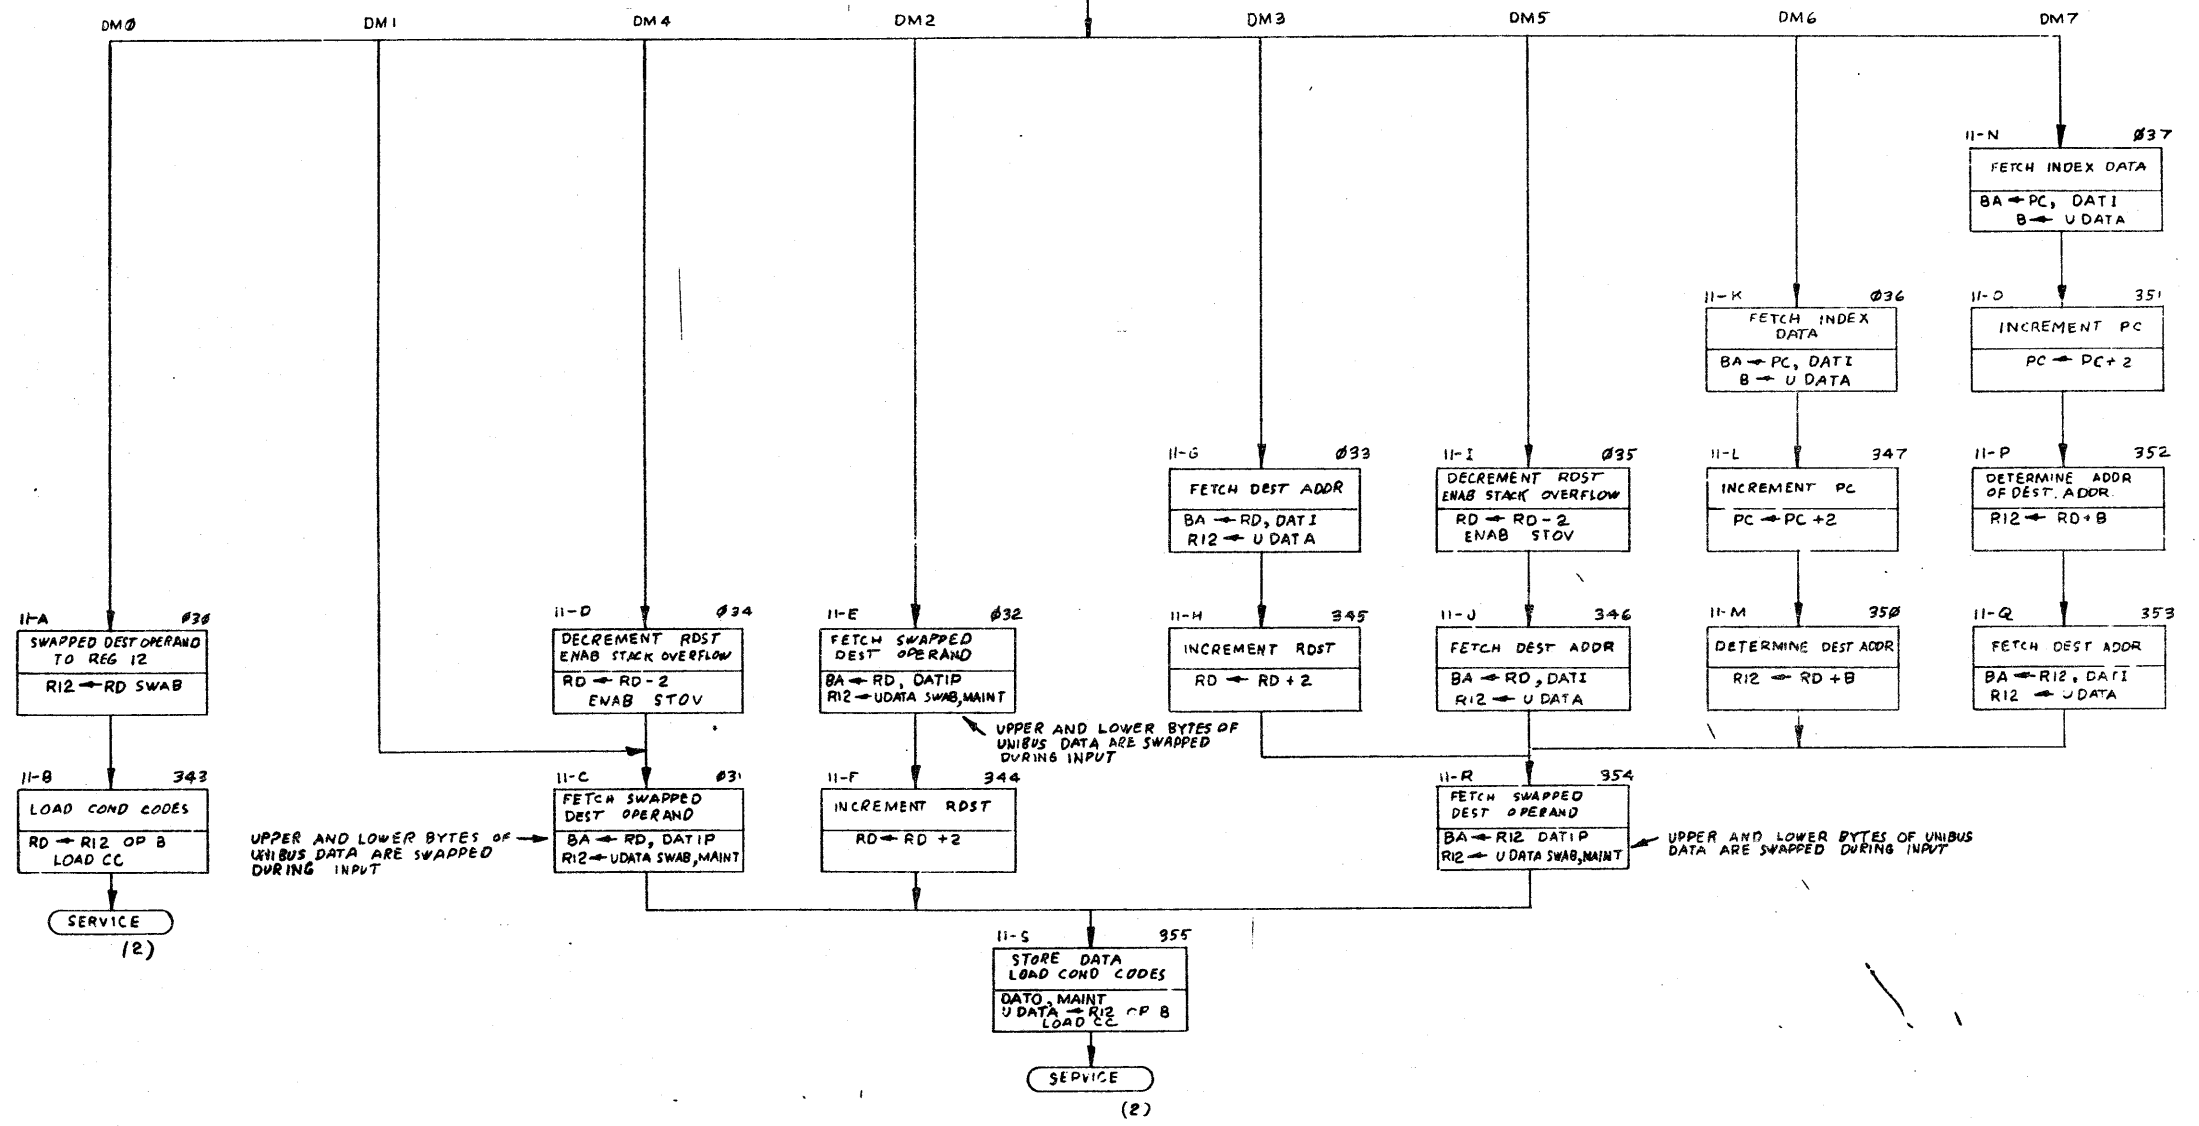 DMØ DM1 DM4 DM2 DM3 DM5 DM6 DM7
11-N Ø37
FETCH INDEX DATA
BA ← PC, DATI
B ← U DATA
11-K Ø36
FETCH INDEX
DATA
BA ← PC, DATI
B ← U DATA
11-O 351
INCREMENT PC
PC ← PC + 2
11-G Ø33
FETCH DEST ADDR
BA ← RD, DATI
R12 ← U DATA
11-I Ø35
DECREMENT RDST
ENAB STACK OVERFLOW
RD ← RD - 2
ENAB STOV
11-L 347
INCREMENT PC
PC ← PC + 2
11-P 352
DETERMINE ADDR
OF DEST. ADDR.
R12 ← RD + B
11-A Ø30
SWAPPED DEST OPERAND
TO REG 12
R12 ← RD SWAB
11-D Ø34
DECREMENT RDST
ENAB STACK OVERFLOW
RD ← RD - 2
ENAB STOV
11-E Ø32
FETCH SWAPPED
DEST OPERAND
BA ← RD, DATIP
R12 ← UDATA SWAB, MAINT
UPPER AND LOWER BYTES OF
UNIBUS DATA ARE SWAPPED
DURING INPUT
11-H 345
INCREMENT RDST
RD ← RD + 2
11-J 346
FETCH DEST ADDR
BA ← RD, DATI
R12 ← U DATA
11-M 35Ø
DETERMINE DEST ADDR
R12 ← RD + B
11-Q 353
FETCH DEST ADDR
BA ← R12, DATI
R12 ← U DATA
11-B 343
LOAD COND CODES
RD ← R12 OP B
LOAD CC
SERVICE
(2)
UPPER AND LOWER BYTES OF
UNIBUS DATA ARE SWAPPED
DURING INPUT
11-C Ø31
FETCH SWAPPED
DEST OPERAND
BA ← RD, DATIP
R12 ← UDATA SWAB, MAINT
11-F 344
INCREMENT RDST
RD ← RD + 2
11-R 354
FETCH SWAPPED
DEST OPERAND
BA ← R12 DATIP
R12 ← U DATA SWAB, MAINT
UPPER AND LOWER BYTES OF UNIBUS
DATA ARE SWAPPED DURING INPUT
11-S 355
STORE DATA
LOAD COND CODES
DATO, MAINT
U DATA ← R12 OP B
LOAD CC
SERVICE
(2)